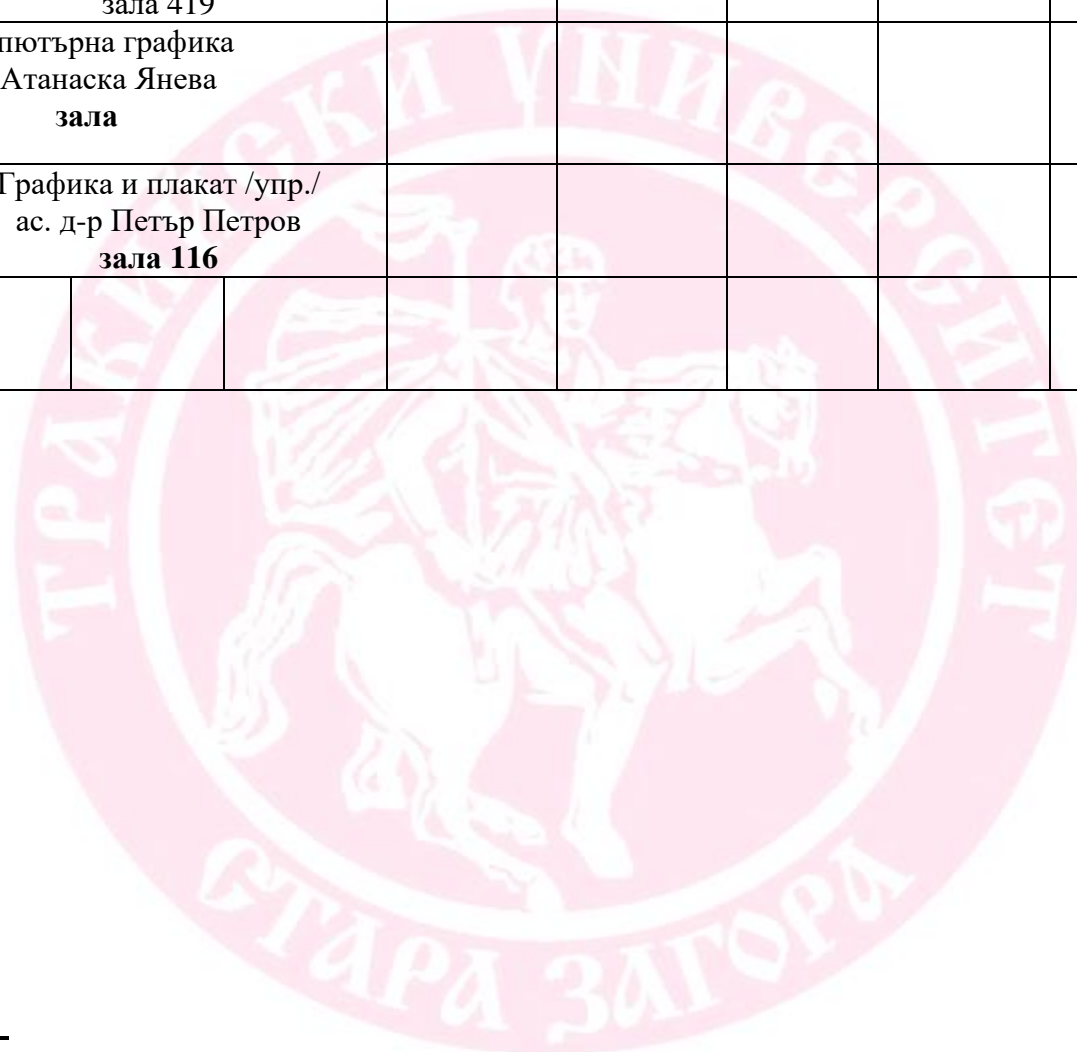 зала 419
пютърна графика
Атанаска Янева
зала
Графика и плакат /упр./
ас. д-р Петър Петров
зала 116
ТРАКИЙСКИ УНИВЕРСИТЕТ
СТАРА ЗАГОРА